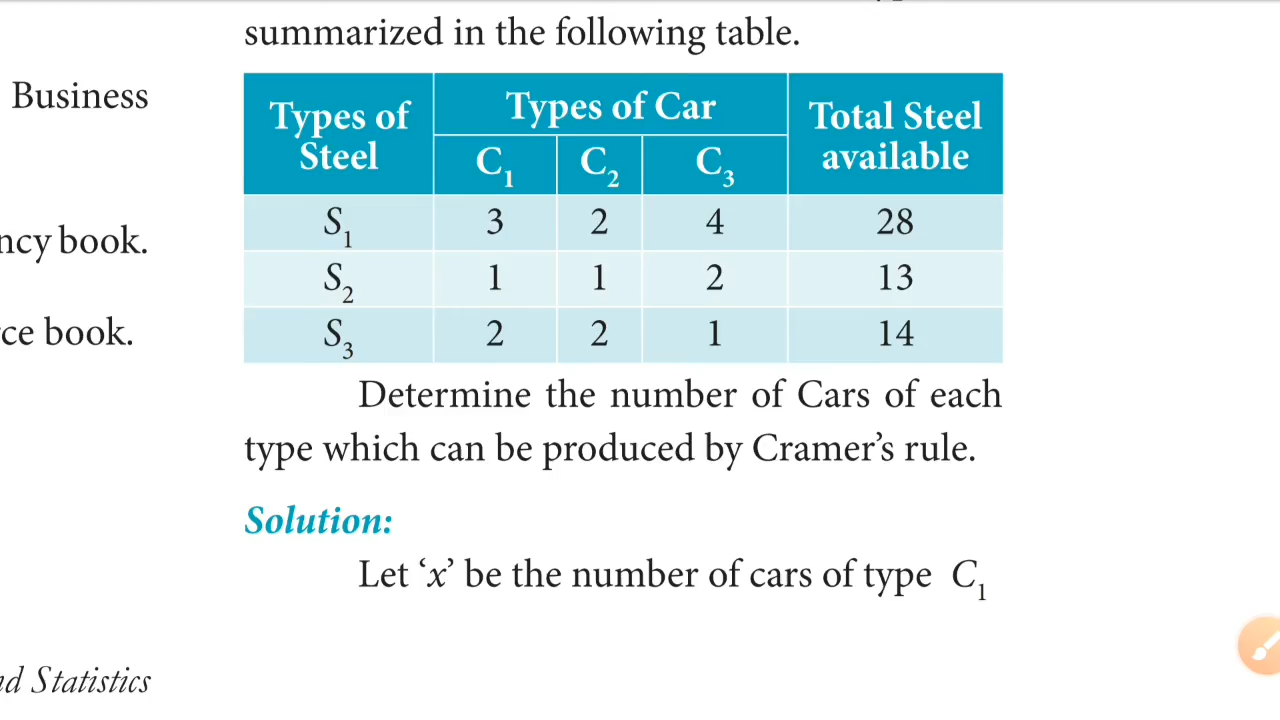 summarized in the following table.
Business
ncy book.
ce book.
nd Statistics
Types of Steel Types of Car Total Steel available
C1 C2 C3
S1 3 2 4 28
S2 1 1 2 13
S3 2 2 1 14
Determine the number of Cars of each
type which can be produced by Cramer’s rule.
Solution:
Let ‘x’ be the number of cars of type C1